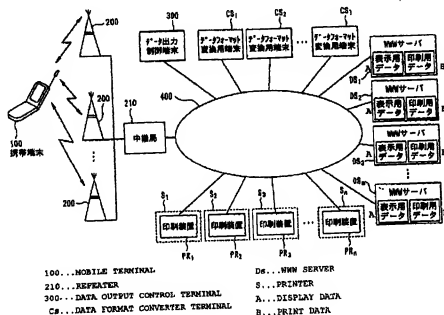 200
300
データ出力
制御端末
CS1
データフォーマット
変換用端末
CS2
データフォーマット
変換用端末
...
CS1
データフォーマット
変換用端末
WWWサーバ
表示用
データ
印刷用
データ
A
B
DS1
DS2
WWWサーバ
表示用
データ
印刷用
データ
A
B
DS3
WWWサーバ
表示用
データ
印刷用
データ
A
B
DSm
WWWサーバ
表示用
データ
印刷用
データ
A
B
400
200
210
中継局
100
携帯端末
200
S1
S2
S3
Sn
印刷装置
印刷装置
印刷装置
...
印刷装置
PR1
PR2
PR3
PRn
100...MOBILE TERMINAL
210...REPEATER
300...DATA OUTPUT CONTROL TERMINAL
Cs...DATA FORMAT CONVERTER TERMINAL
Ds...WWW SERVER
S...PRINTER
A...DISPLAY DATA
B...PRINT DATA